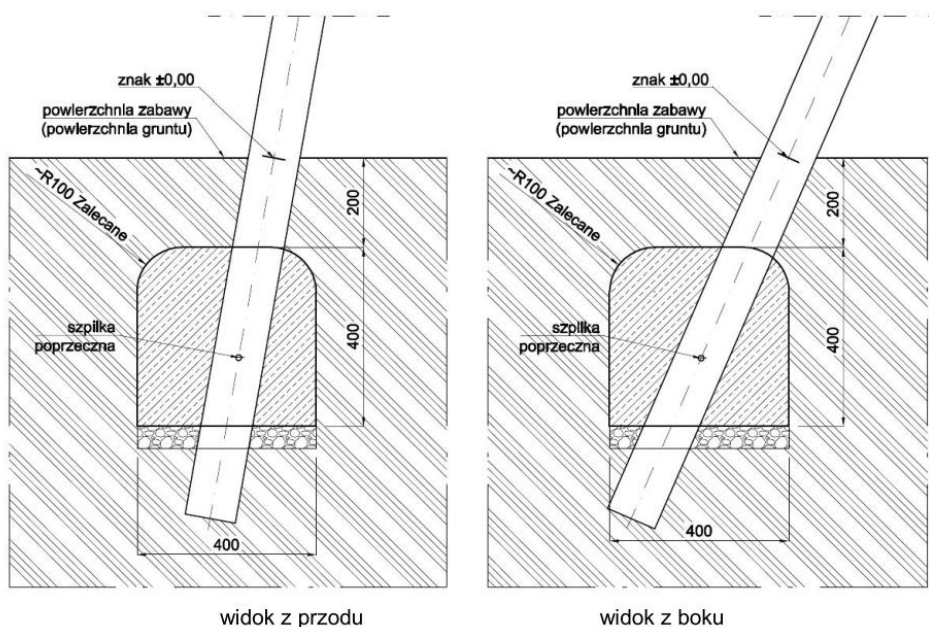 znak ±0,00
powierzchnia zabawy
(powierzchnia gruntu)
~R100 Zalecane
200
400
szpilka
poprzeczna
400
widok z przodu
znak ±0,00
powierzchnia zabawy
(powierzchnia gruntu)
~R100 Zalecane
200
400
szpilka
poprzeczna
400
widok z boku